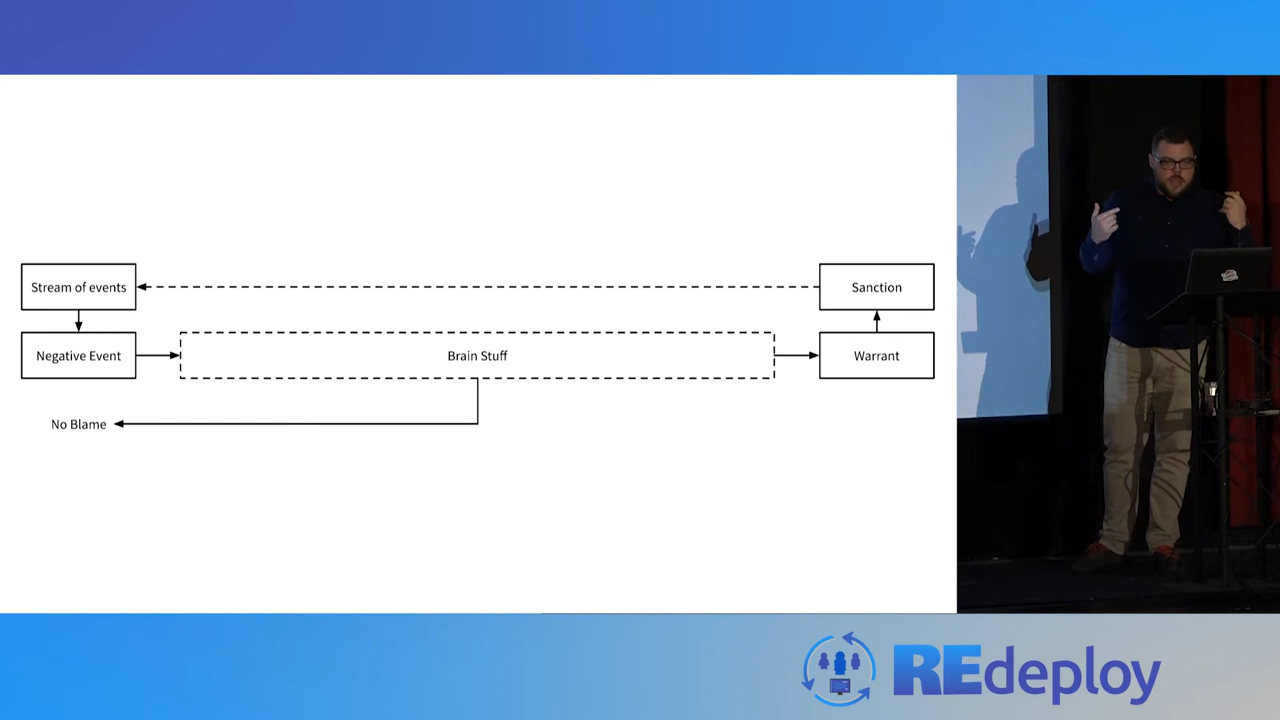 Stream of events
Sanction
Negative Event
Brain Stuff
Warrant
No Blame
REdeploy